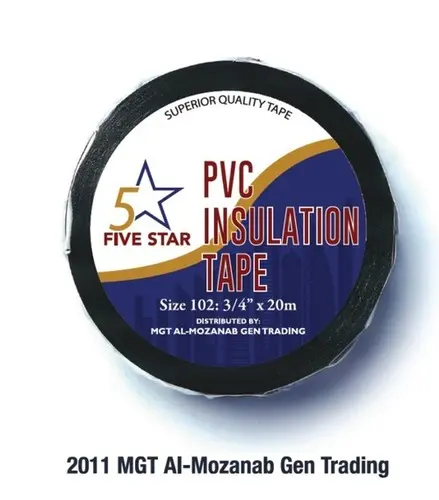 SUPERIOR QUALITY TAPE
5
FIVE STAR
PVC
INSULATION
TAPE
Size 102: 3/4” x 20m
DISTRIBUTED BY:
MGT AL-MOZANAB GEN TRADING
2011 MGT Al-Mozanab Gen Trading